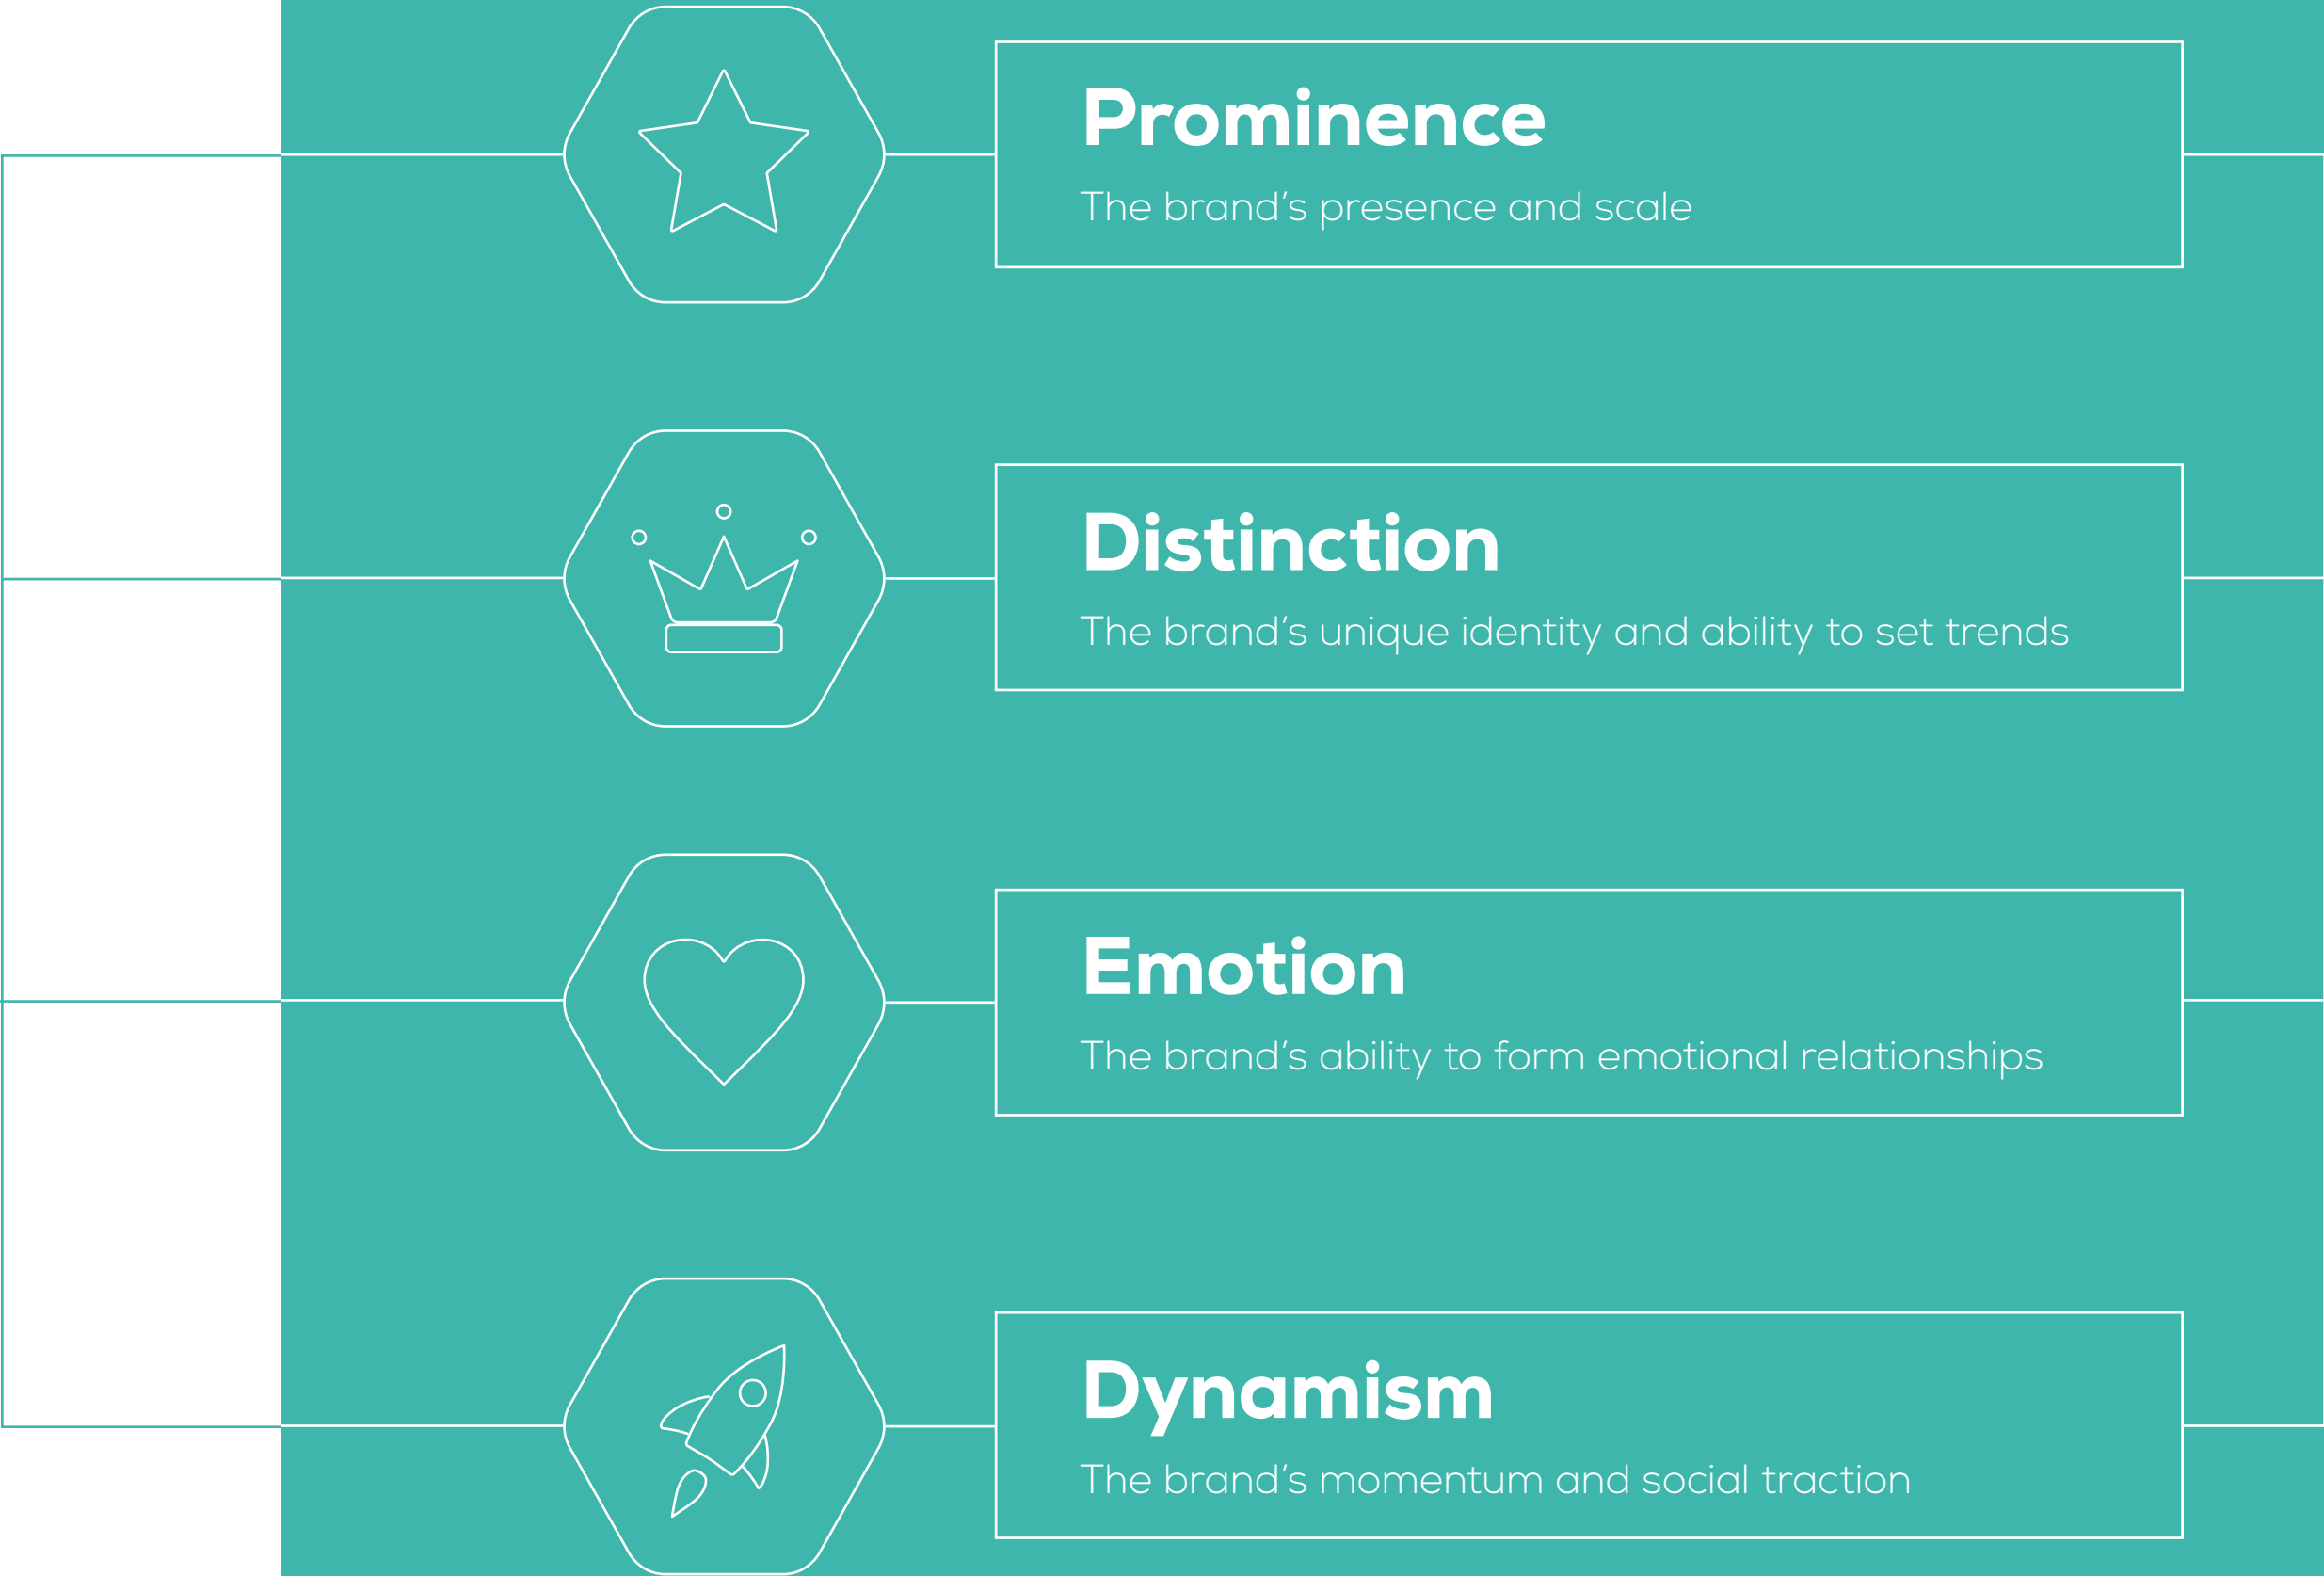 Prominence
The brand’s presence and scale
Distinction
The brand’s unique identity and ability to set trends
Emotion
The brand’s ability to form emotional relationships
Dynamism
The brand’s momentum and social traction